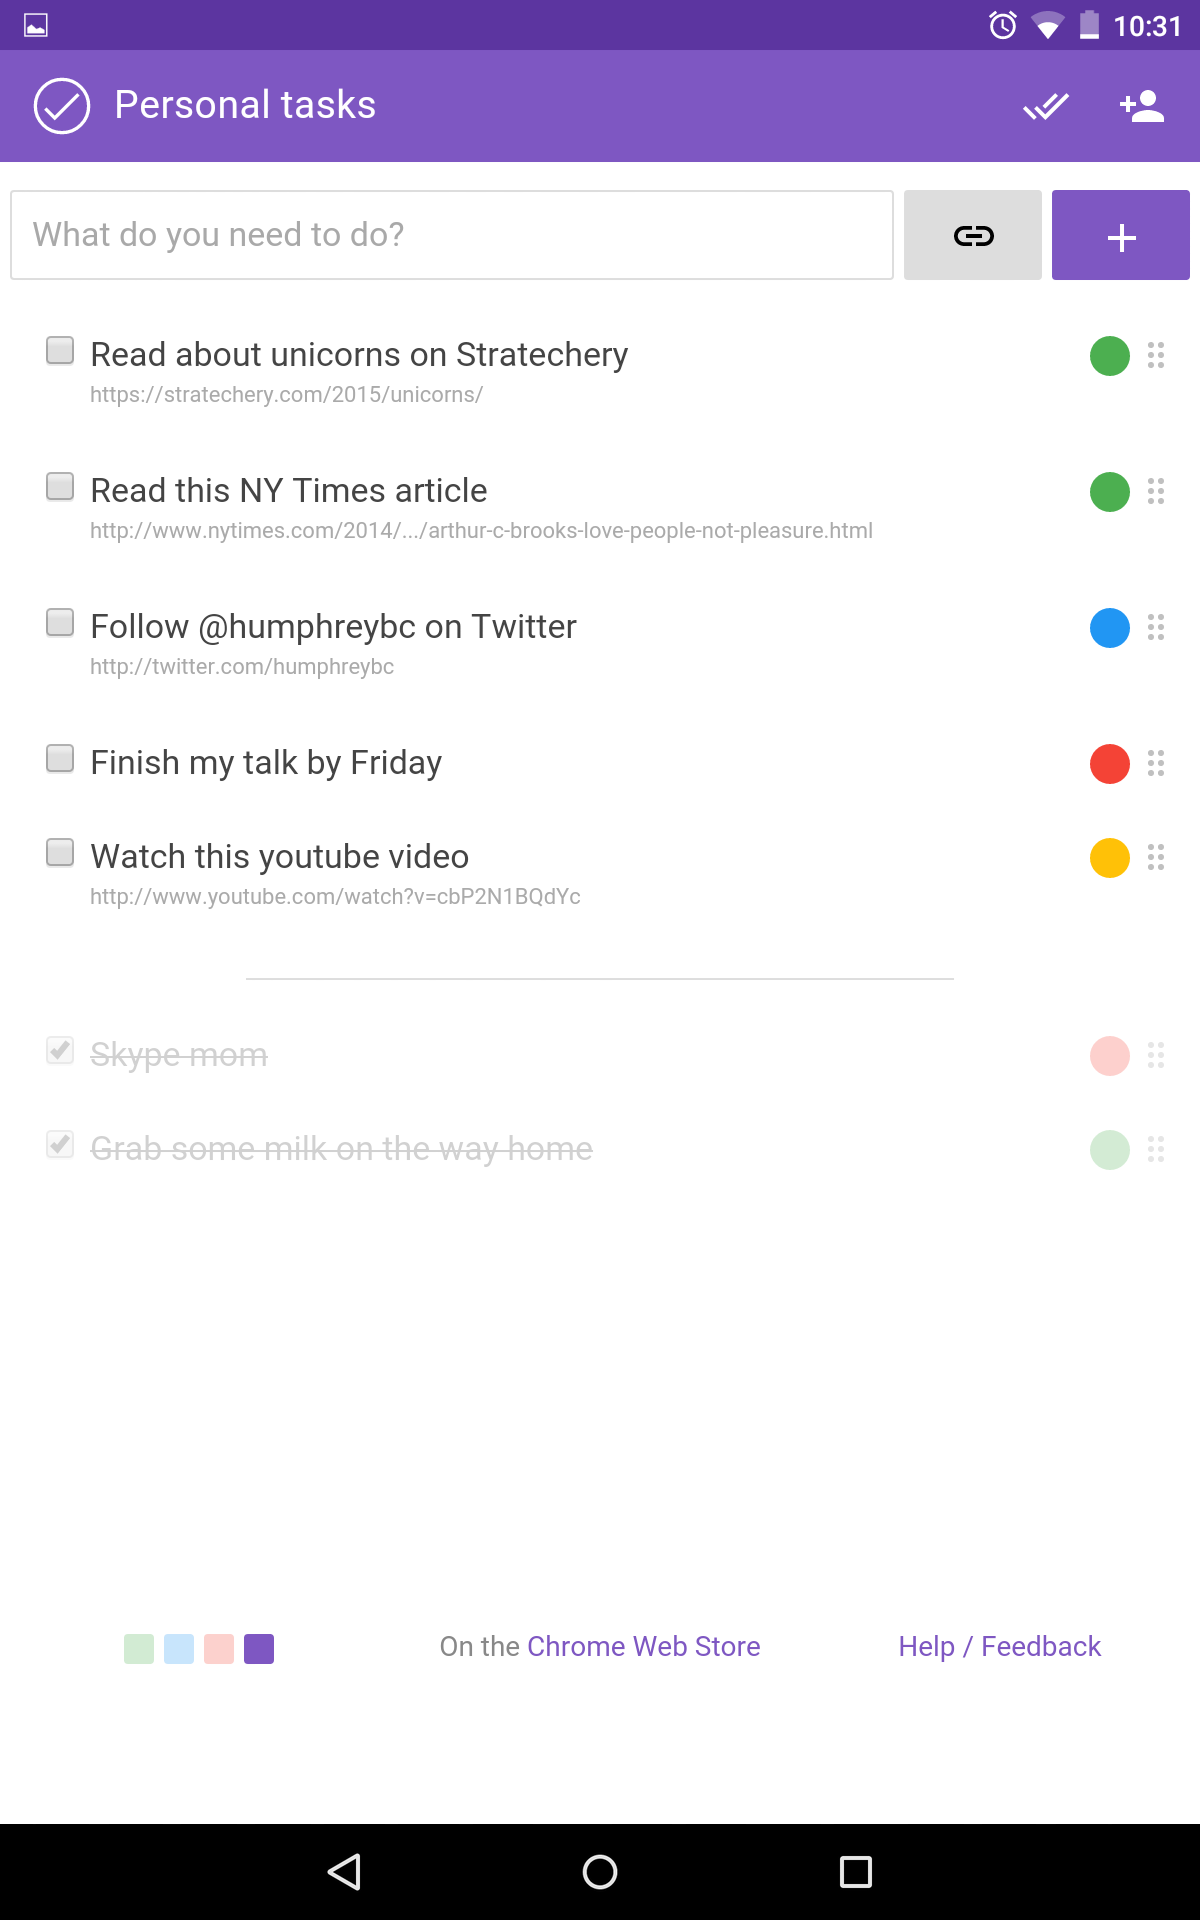 10:31
Personal tasks
What do you need to do?
Read about unicorns on Stratechery
https://stratechery.com/2015/unicorns/
Read this NY Times article
http://www.nytimes.com/2014/.../arthur-c-brooks-love-people-not-pleasure.html
Follow @humphreybc on Twitter
http://twitter.com/humphreybc
Finish my talk by Friday
Watch this youtube video
http://www.youtube.com/watch?v=cbP2N1BQdYc
Skype mom
Grab some milk on the way home
On the Chrome Web Store
Help / Feedback